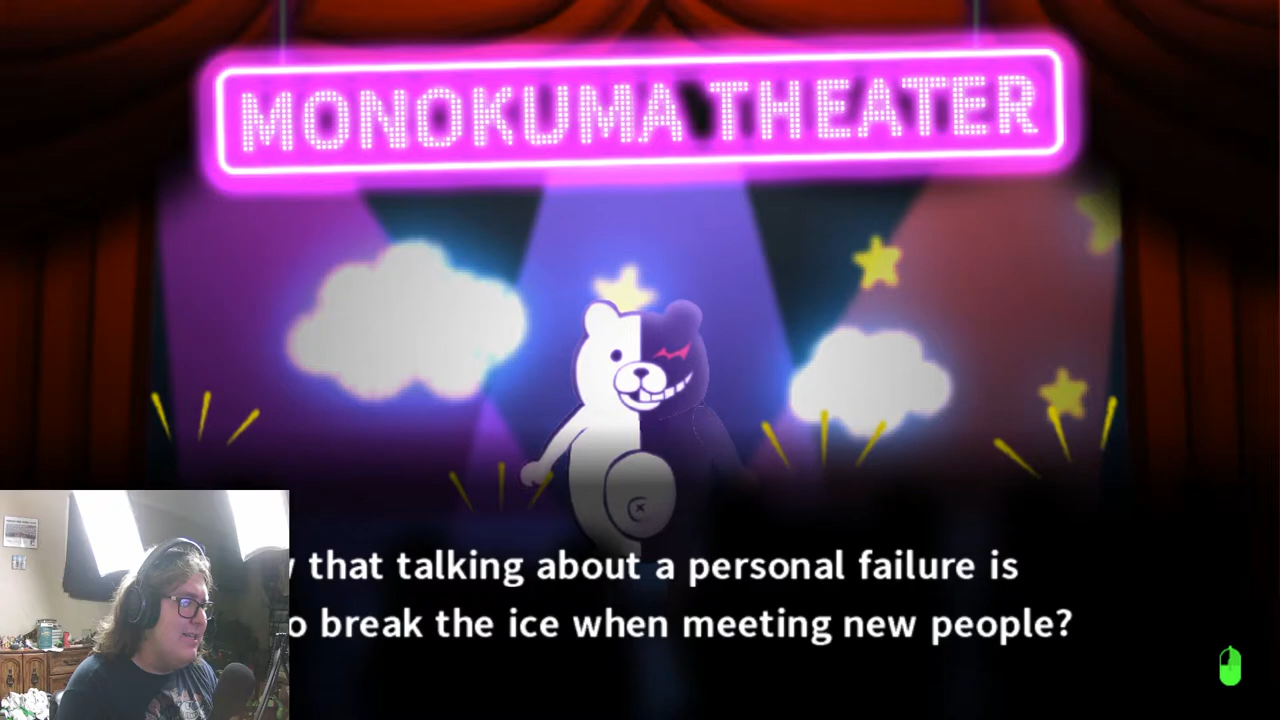 MONOKUMA THEATER
that talking about a personal failure is
break the ice when meeting new people?